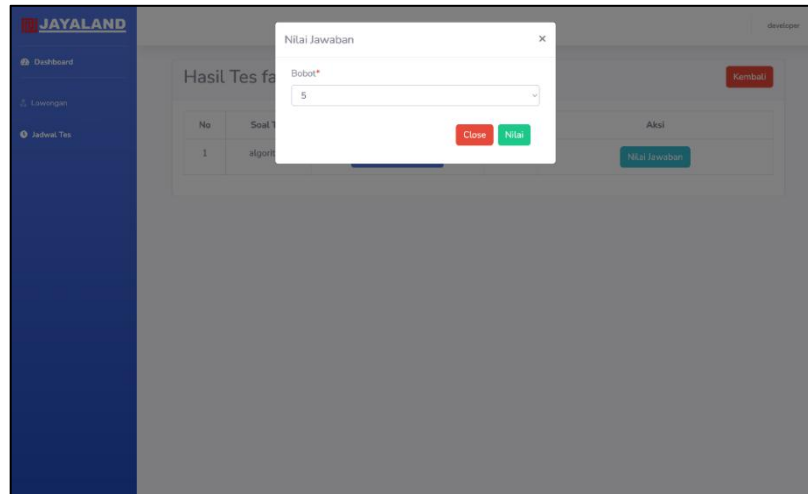 JAYALAND
developer
Dashboard
Lowongan
Jadwal Tes
Nilai Jawaban
×
Bobot*
5
Close
Nilai
Hasil Tes fa
Kembali
No
Soal T
Aksi
1
algorit
Nilai Jawaban